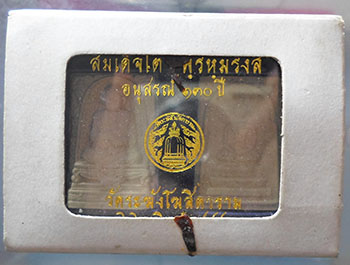 สมเด็จโต พุรหฺมรงสี
อนุสรณ์ ๑๓๐ ปี
วัดระฆังโฆสิตาราม